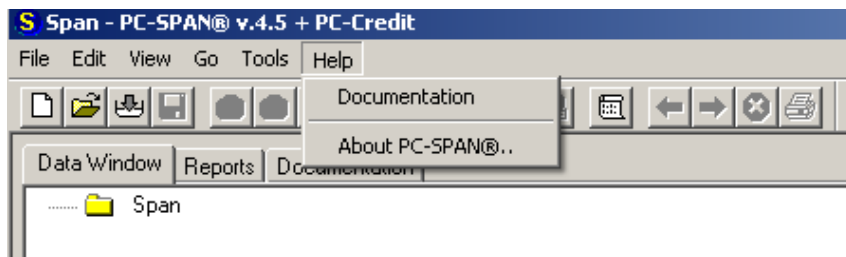 S Span - PC-SPAN® v.4.5 + PC-Credit
File Edit View Go Tools Help
Documentation
About PC-SPAN®..
Data Window Reports Documentation
Span